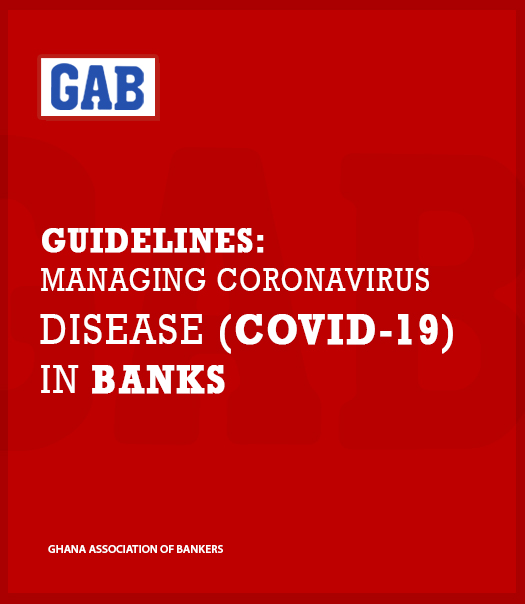 GAB
GUIDELINES:
MANAGING CORONAVIRUS
DISEASE (COVID-19)
IN BANKS
GHANA ASSOCIATION OF BANKERS